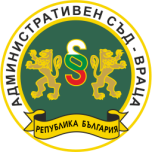 АДМИНИСТРАТИВЕН СЪД - ВРАЦА
РЕПУБЛИКА БЪЛГАРИЯ